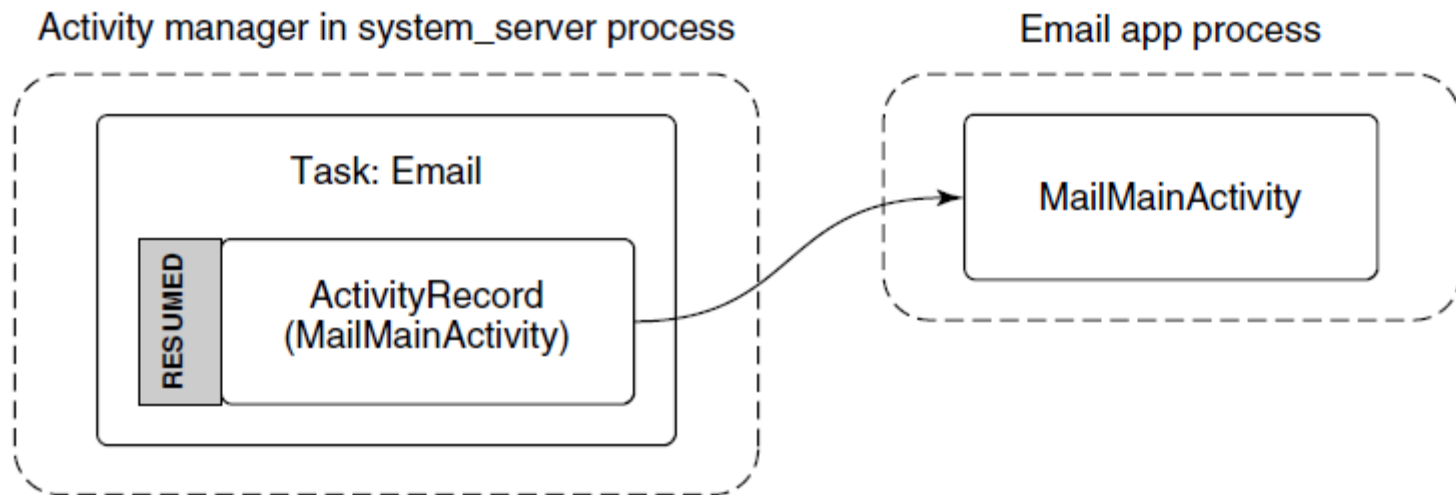 Activity manager in system_server process
Email app process
Task: Email
MailMainActivity
RESUMED
ActivityRecord
(MailMainActivity)